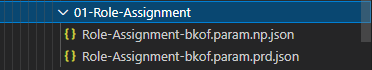 01-Role-Assignment
{} Role-Assignment-bkof.param.np.json
{} Role-Assignment-bkof.param.prd.json